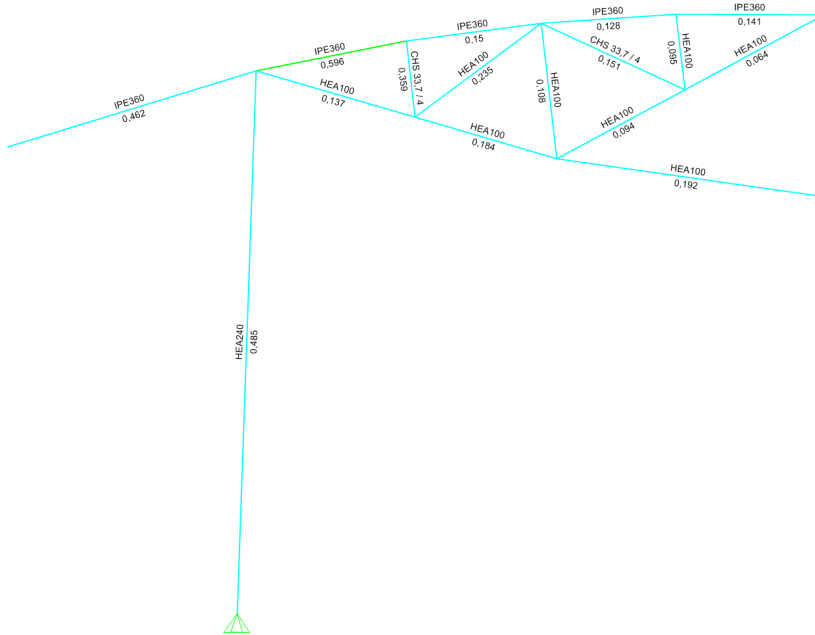 IPE360
0,141
IPE360
0,128
IPE360
0,15
IPE360
0,596
IPE360
0,462
HEA100
0,137
CHS 33,7 / 4
0,359
HEA100
0,235
HEA100
0,108
CHS 33,7 / 4
0,151
HEA100
0,095
HEA100
0,064
HEA100
0,094
HEA100
0,184
HEA100
0,192
HEA240
0,485